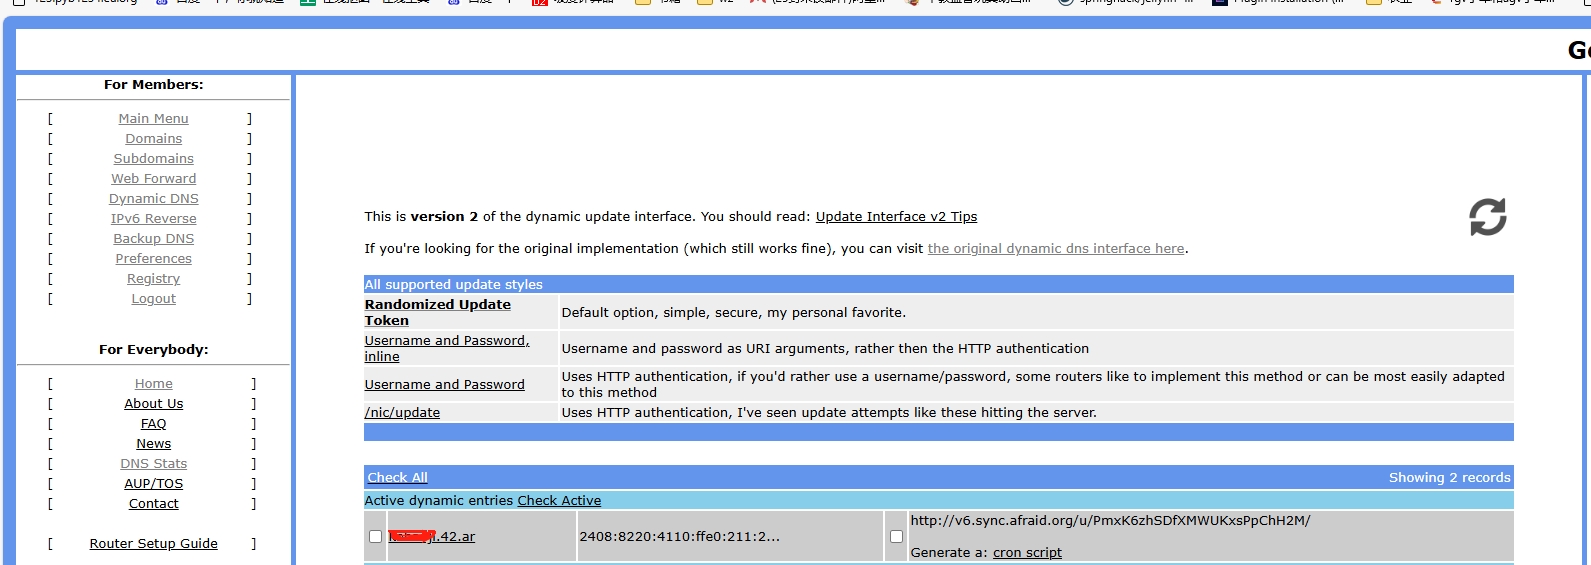 For Members:
[ Main Menu ]
[ Domains ]
[ Subdomains ]
[ Web Forward ]
[ Dynamic DNS ]
[ IPv6 Reverse ]
[ Backup DNS ]
[ Preferences ]
[ Registry ]
[ Logout ]
For Everybody:
[ Home ]
[ About Us ]
[ FAQ ]
[ News ]
[ DNS Stats ]
[ AUP/TOS ]
[ Contact ]
[ Router Setup Guide ]
This is version 2 of the dynamic update interface. You should read: Update Interface v2 Tips
If you're looking for the original implementation (which still works fine), you can visit the original dynamic dns interface here.
All supported update styles
Randomized Update
Token
Default option, simple, secure, my personal favorite.
Username and Password,
inline
Username and password as URI arguments, rather then the HTTP authentication
Username and Password
Uses HTTP authentication, if you'd rather use a username/password, some routers like to implement this method or can be most easily adapted
to this method
/nic/update
Uses HTTP authentication, I've seen update attempts like these hitting the server.
Check All
Showing 2 records
Active dynamic entries Check Active
.42.ar
2408:8220:4110:ffe0:211:2...
http://v6.sync.afraid.org/u/PmxK6zhSDfXMWUKxsPpChH2M/
Generate a: cron script